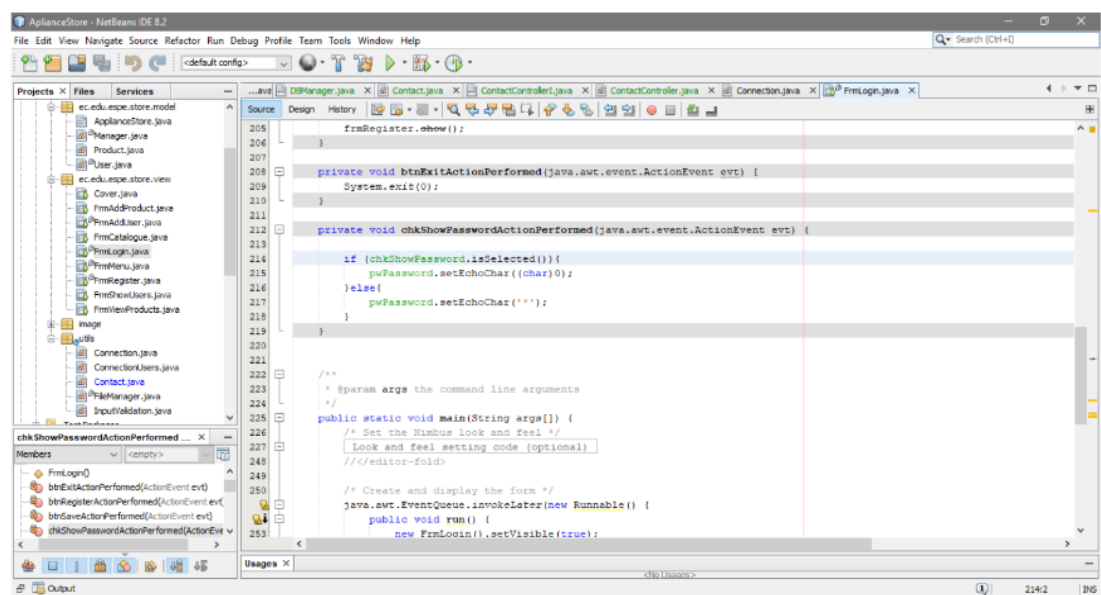 AplianceStore - NetBeans IDE 8.2
File Edit View Navigate Source Refactor Run Debug Profile Team Tools Window Help
Search (Ctrl+I)
<default config>
Projects
Files
Services
ec.edu.espe.store.model
ApplianceStore.java
Manager.java
Product.java
User.java
ec.edu.espe.store.view
Cover.java
FrmAddProduct.java
FrmAddUser.java
FrmCatalogue.java
FrmLogin.java
FrmMenu.java
FrmRegister.java
FrmShowUsers.java
FrmViewProducts.java
image
utils
Connection.java
ConnectionUsers.java
Contact.java
FileManager.java
InputValidation.java
Test Packages
chkShowPasswordActionPerformed ...
Members
<empty>
FrmLogin()
btnExitActionPerformed(ActionEvent evt)
btnRegisterActionPerformed(ActionEvent evt)
btnSaveActionPerformed(ActionEvent evt)
chkShowPasswordActionPerformed(ActionEve
...ava DBManager.java Contact.java ContactControllerI.java ContactController.java Connection.java FrmLogin.java
Source Design History
205 frmRegister.show();
206 }
207
208 private void btnExitActionPerformed(java.awt.event.ActionEvent evt) {
209 System.exit(0);
210 }
211
212 private void chkShowPasswordActionPerformed(java.awt.event.ActionEvent evt) {
213
214 if (chkShowPassword.isSelected()){
215 pwPassword.setEchoChar((char)0);
216 }else{
217 pwPassword.setEchoChar('*');
218 }
219 }
220
221
222 /**
223 * @param args the command line arguments
224 */
225 public static void main(String args[]) {
226 /* Set the Nimbus look and feel */
227 Look and feel setting code (optional)
248 //</editor-fold>
249
250 /* Create and display the form */
java.awt.EventQueue.invokeLater(new Runnable() {
public void run() {
253 new FrmLogin().setVisible(true);
Usages
<No Usages>
Output
1
214:2
INS